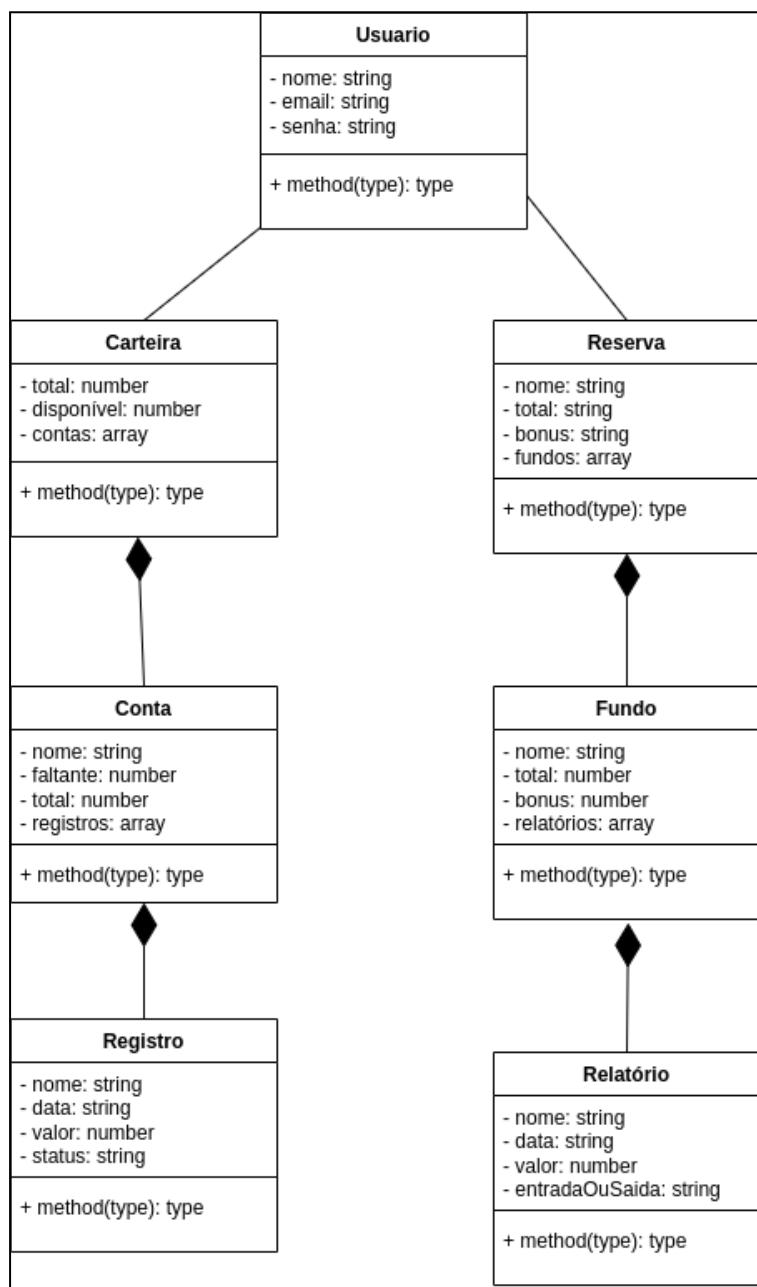 Usuario
- nome: string
- email: string
- senha: string
+ method(type): type
Carteira
- total: number
- disponível: number
- contas: array
+ method(type): type
Reserva
- nome: string
- total: string
- bonus: string
- fundos: array
+ method(type): type
Conta
- nome: string
- faltante: number
- total: number
- registros: array
+ method(type): type
Fundo
- nome: string
- total: number
- bonus: number
- relatórios: array
+ method(type): type
Registro
- nome: string
- data: string
- valor: number
- status: string
+ method(type): type
Relatório
- nome: string
- data: string
- valor: number
- entradaOuSaida: string
+ method(type): type